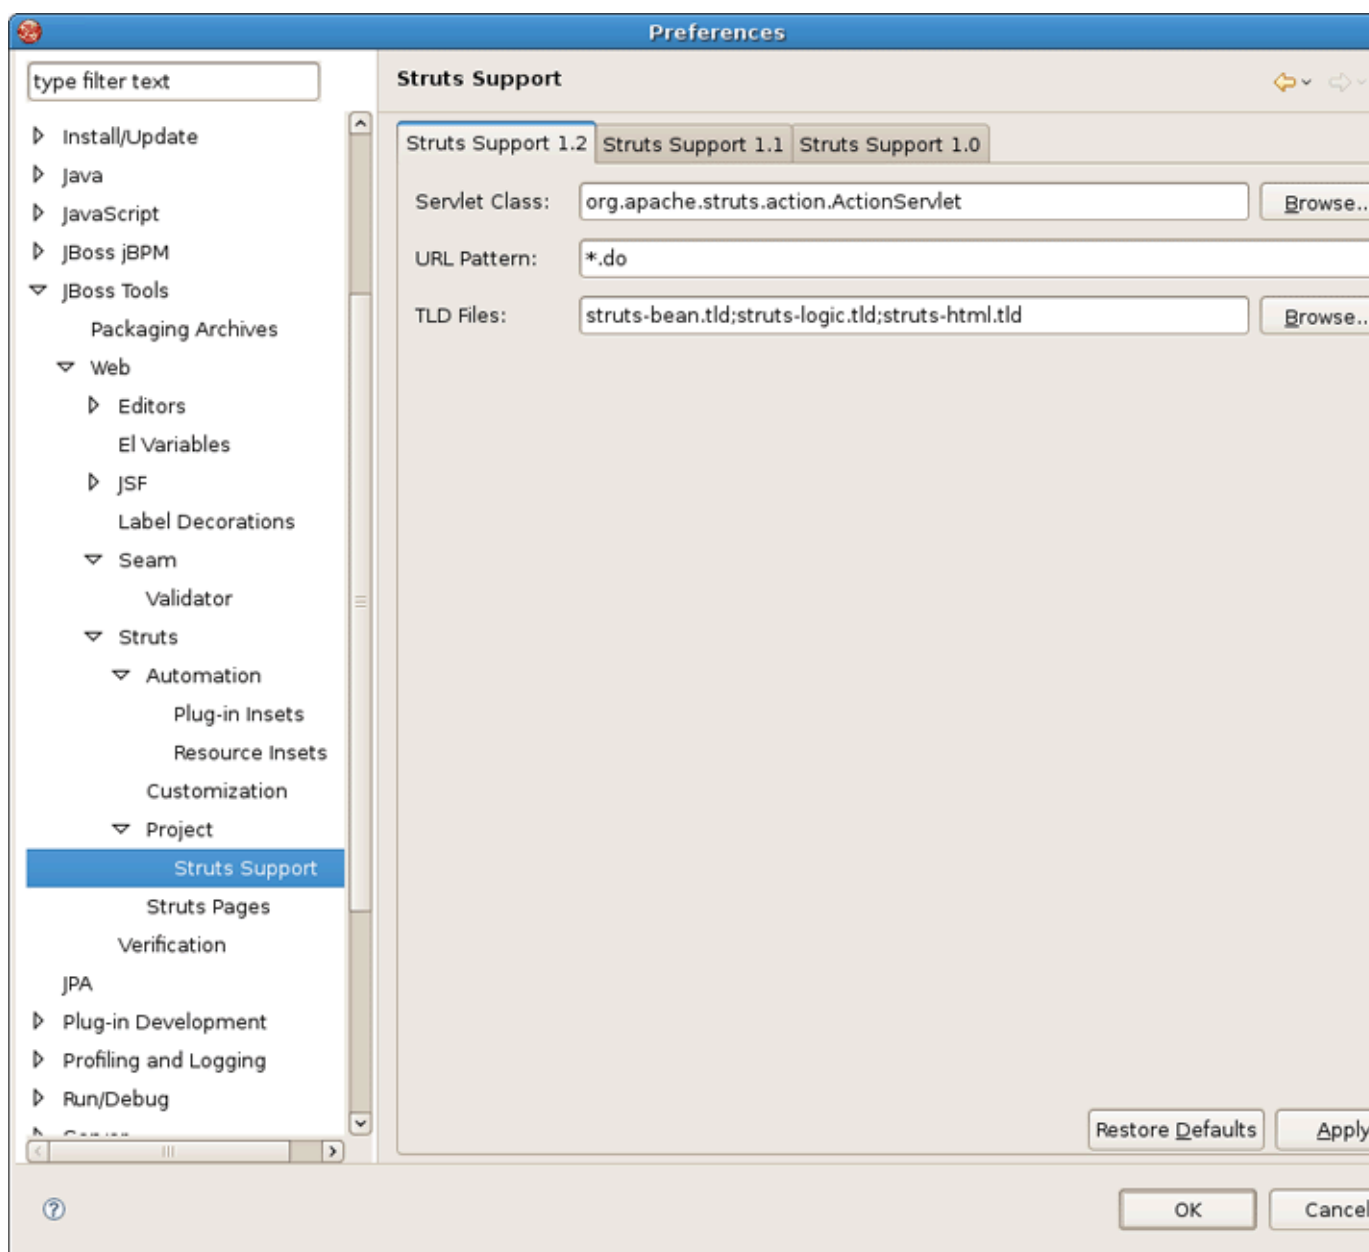 Preferences
type filter text
Install/Update
Java
JavaScript
JBoss jBPM
JBoss Tools
Packaging Archives
Web
Editors
El Variables
JSF
Label Decorations
Seam
Validator
Struts
Automation
Plug-in Insets
Resource Insets
Customization
Project
Struts Support
Struts Pages
Verification
JPA
Plug-in Development
Profiling and Logging
Run/Debug
Struts Support
Struts Support 1.2 Struts Support 1.1 Struts Support 1.0
Servlet Class: org.apache.struts.action.ActionServlet Browse..
URL Pattern: *.do
TLD Files: struts-bean.tld;struts-logic.tld;struts-html.tld Browse..
Restore Defaults Apply
OK Cancel